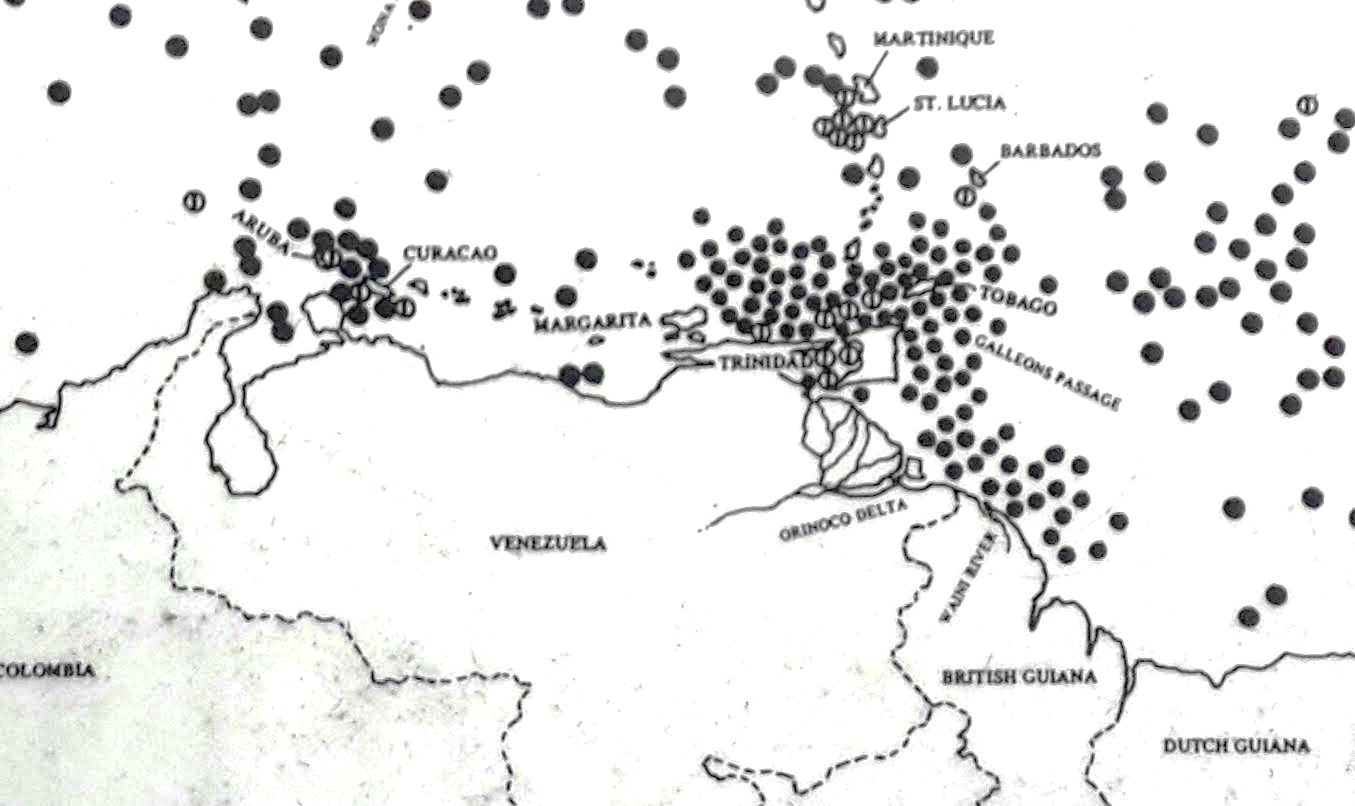 MARTINIQUE
ST. LUCIA
BARBADOS
ARUBA
CURACAO
TOBAGO
MARGARITA
TRINIDAD
GALLEONS PASSAGE
ORINOCO DELTA
VENEZUELA
WAINI RIVER
COLOMBIA
BRITISH GUIANA
DUTCH GUIANA